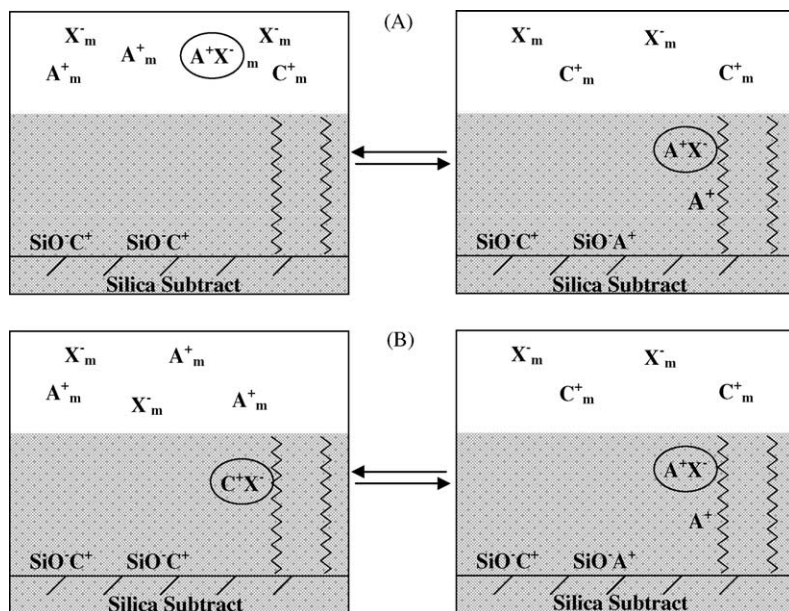 (A)
X⁻ₘ X⁻ₘ
A⁺ₘ A⁺ₘ A⁺X⁻ ₘ C⁺ₘ
SiO⁻C⁺ SiO⁻C⁺
Silica Subtract
X⁻ₘ X⁻ₘ
C⁺ₘ C⁺ₘ
A⁺X⁻
A⁺
SiO⁻C⁺ SiO⁻A⁺
Silica Subtract
(B)
X⁻ₘ A⁺ₘ
A⁺ₘ X⁻ₘ A⁺ₘ
C⁺X⁻
SiO⁻C⁺ SiO⁻C⁺
Silica Subtract
X⁻ₘ X⁻ₘ
C⁺ₘ C⁺ₘ
A⁺X⁻
A⁺
SiO⁻C⁺ SiO⁻A⁺
Silica Subtract